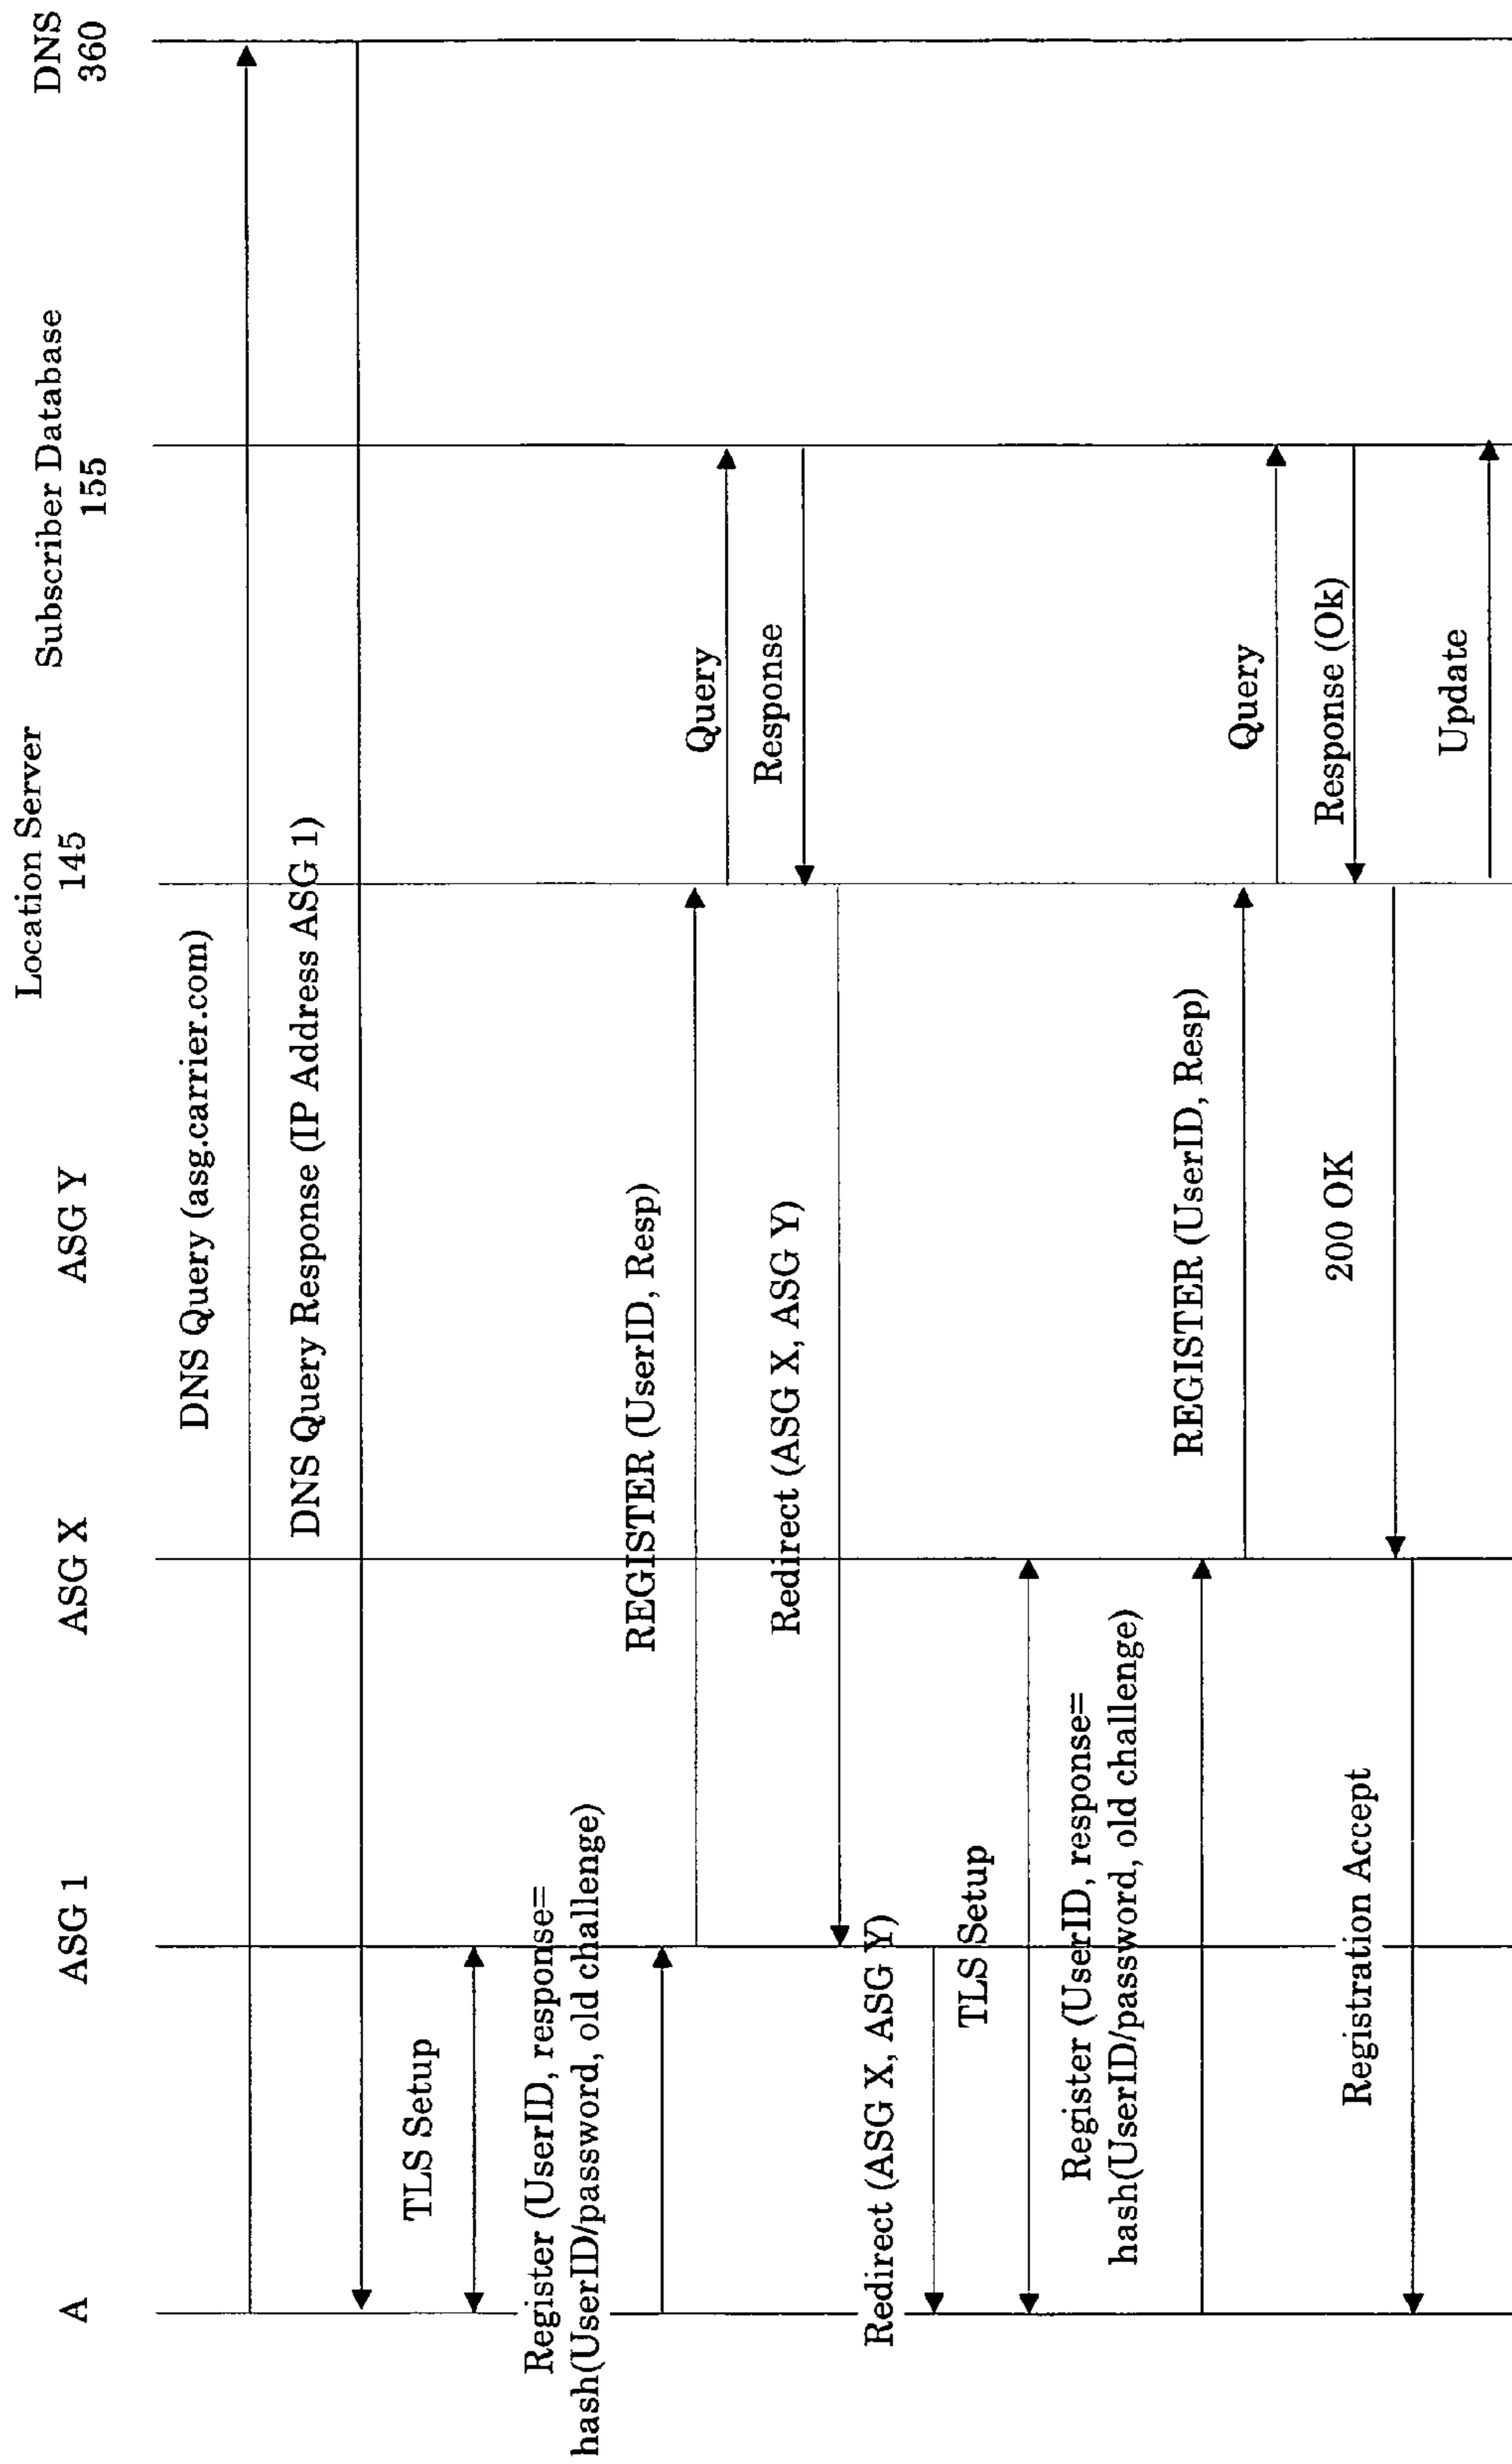 A
ASG 1
ASG X
ASG Y
Location Server
145
Subscriber Database
155
DNS
360
DNS Query (asg.carrier.com)
DNS Query Response (IP Address ASG 1)
TLS Setup
Register (UserID, response=
hash(UserID/password, old challenge)
REGISTER (UserID, Resp)
Query
Response
Redirect (ASG X, ASG Y)
Redirect (ASG X, ASG Y)
TLS Setup
Register (UserID, response=
hash(UserID/password, old challenge)
REGISTER (UserID, Resp)
Query
Response (Ok)
200 OK
Registration Accept
Update